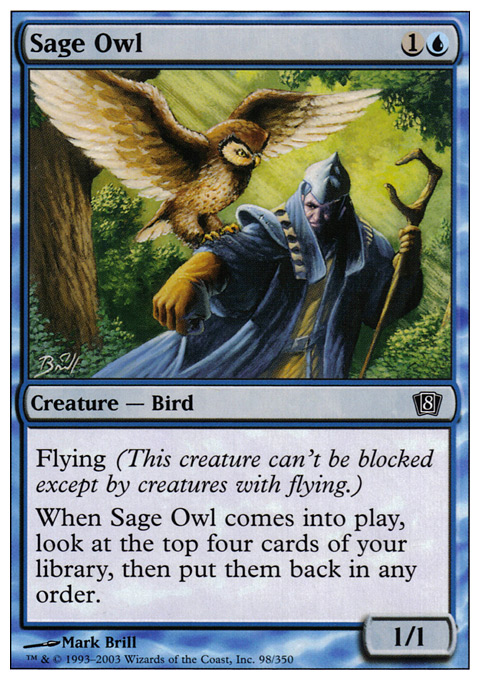 Sage Owl 1
Brill
Creature — Bird 8
Flying (This creature can't be blocked
except by creatures with flying.)
When Sage Owl comes into play,
look at the top four cards of your
library, then put them back in any
order.
1/1
Mark Brill
™ & © 1993–2003 Wizards of the Coast, Inc. 98/350